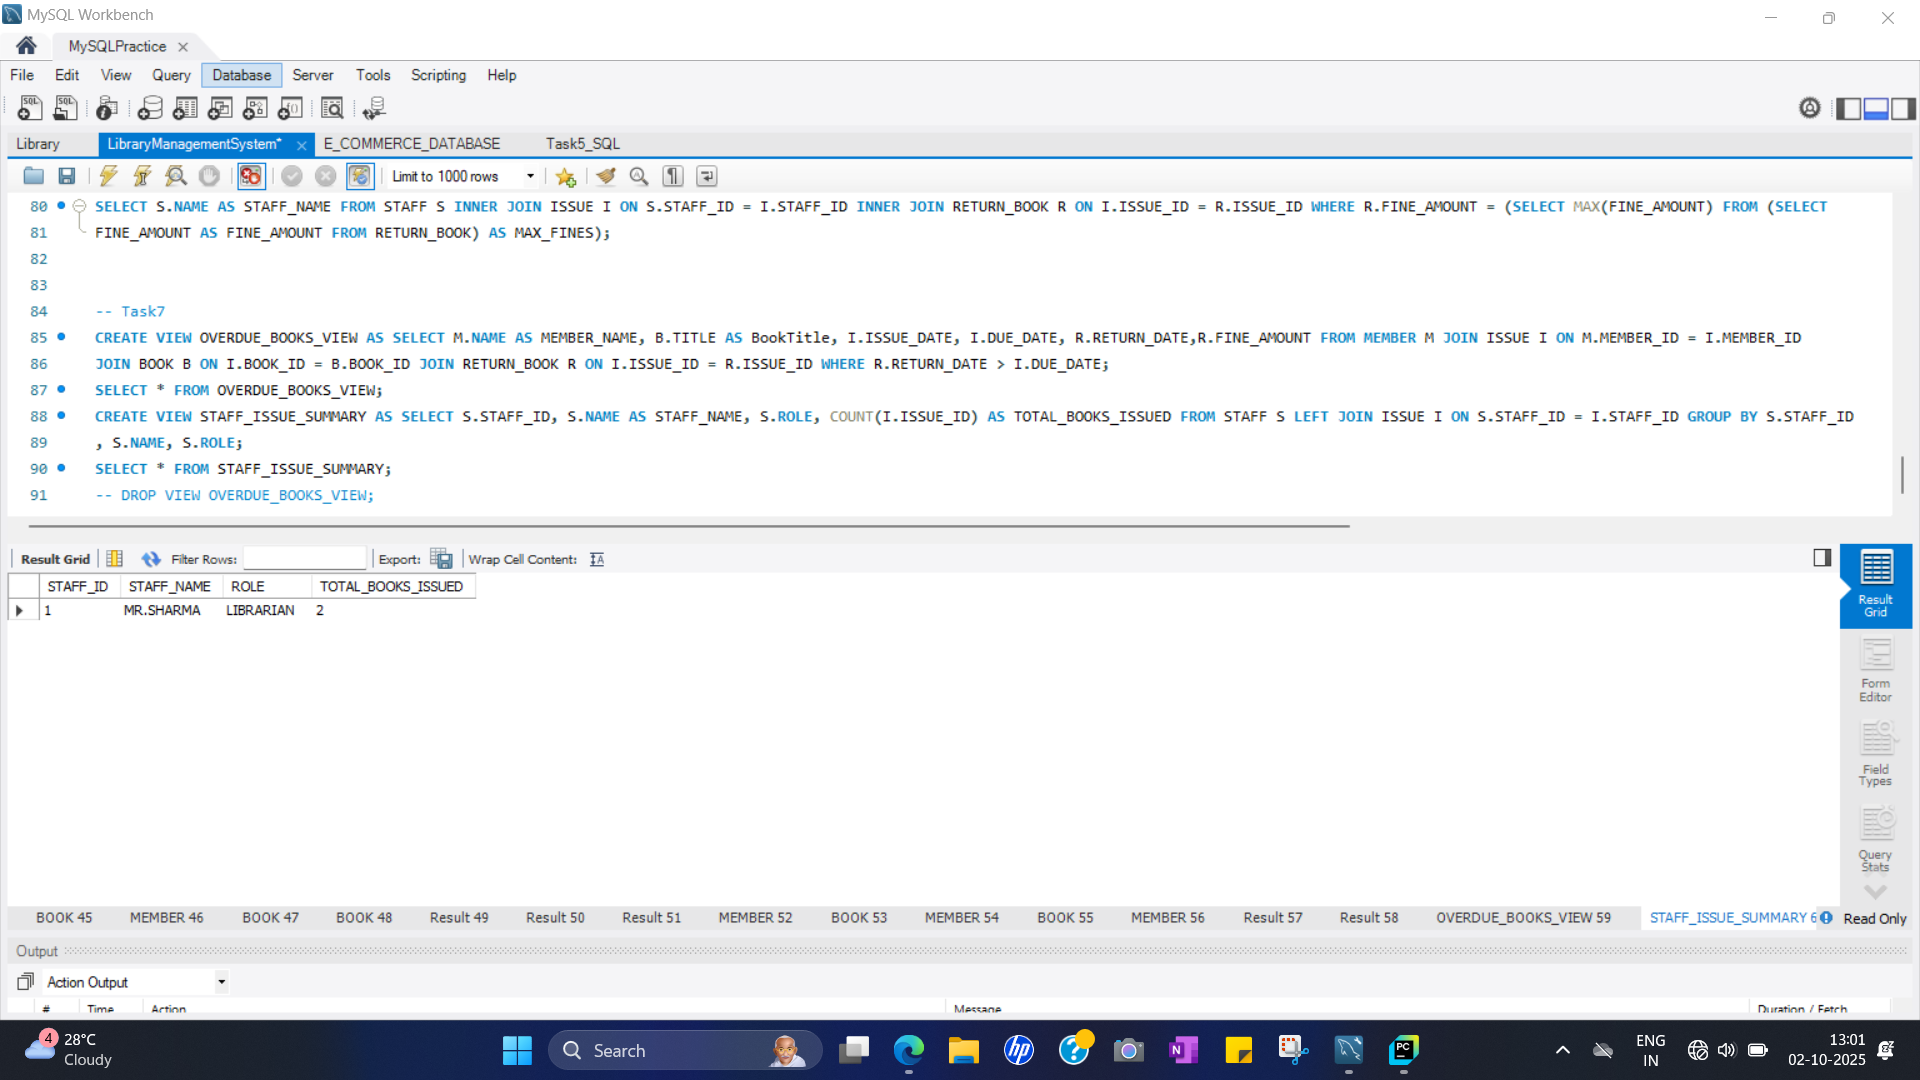 MySQL Workbench
MySQLPractice
File Edit View Query Database Server Tools Scripting Help
Library LibraryManagementSystem* E_COMMERCE_DATABASE Task5_SQL
Limit to 1000 rows
80 SELECT S.NAME AS STAFF_NAME FROM STAFF S INNER JOIN ISSUE I ON S.STAFF_ID = I.STAFF_ID INNER JOIN RETURN_BOOK R ON I.ISSUE_ID = R.ISSUE_ID WHERE R.FINE_AMOUNT = (SELECT MAX(FINE_AMOUNT) FROM (SELECT
81 FINE_AMOUNT AS FINE_AMOUNT FROM RETURN_BOOK) AS MAX_FINES);
82
83
84 -- Task7
85 CREATE VIEW OVERDUE_BOOKS_VIEW AS SELECT M.NAME AS MEMBER_NAME, B.TITLE AS BookTitle, I.ISSUE_DATE, I.DUE_DATE, R.RETURN_DATE,R.FINE_AMOUNT FROM MEMBER M JOIN ISSUE I ON M.MEMBER_ID = I.MEMBER_ID
86 JOIN BOOK B ON I.BOOK_ID = B.BOOK_ID JOIN RETURN_BOOK R ON I.ISSUE_ID = R.ISSUE_ID WHERE R.RETURN_DATE > I.DUE_DATE;
87 SELECT * FROM OVERDUE_BOOKS_VIEW;
88 CREATE VIEW STAFF_ISSUE_SUMMARY AS SELECT S.STAFF_ID, S.NAME AS STAFF_NAME, S.ROLE, COUNT(I.ISSUE_ID) AS TOTAL_BOOKS_ISSUED FROM STAFF S LEFT JOIN ISSUE I ON S.STAFF_ID = I.STAFF_ID GROUP BY S.STAFF_ID
89 , S.NAME, S.ROLE;
90 SELECT * FROM STAFF_ISSUE_SUMMARY;
91 -- DROP VIEW OVERDUE_BOOKS_VIEW;
Result Grid Filter Rows: Export: Wrap Cell Content:
STAFF_ID STAFF_NAME ROLE TOTAL_BOOKS_ISSUED
1 MR.SHARMA LIBRARIAN 2
Result
Grid
Form
Editor
Field
Types
Query
Stats
BOOK 45 MEMBER 46 BOOK 47 BOOK 48 Result 49 Result 50 Result 51 MEMBER 52 BOOK 53 MEMBER 54 BOOK 55 MEMBER 56 Result 57 Result 58 OVERDUE_BOOKS_VIEW 59 STAFF_ISSUE_SUMMARY 6 Read Only
Output
Action Output
# Time Action Message Duration / Fetch
4 28°C
Cloudy
Search
ENG
IN
13:01
02-10-2025